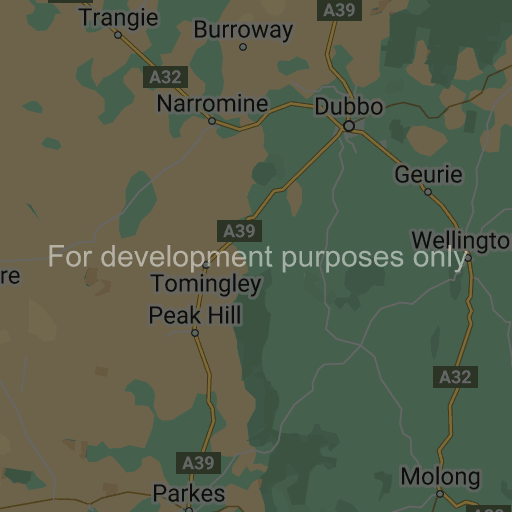 A39
Trangie
Burroway
A32
Narromine
Dubbo
Geurie
A39
Wellingto
For development purposes only
re
Tomingley
Peak Hill
A32
A39
Molong
Parkes